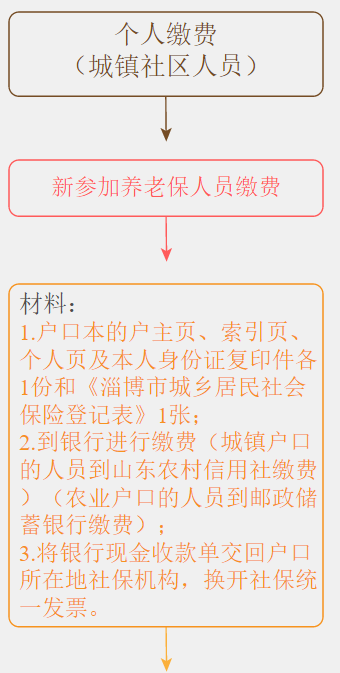 个人缴费
（城镇社区人员）
新参加养老保人员缴费
材料：
1.户口本的户主页、索引页、
个人页及本人身份证复印件各
1份和《淄博市城乡居民社会
保险登记表》1张；
2.到银行进行缴费（城镇户口
的人员到山东农村信用社缴费
）（农业户口的人员到邮政储
蓄银行缴费）；
3.将银行现金收款单交回户口
所在地社保机构，换开社保统
一发票。